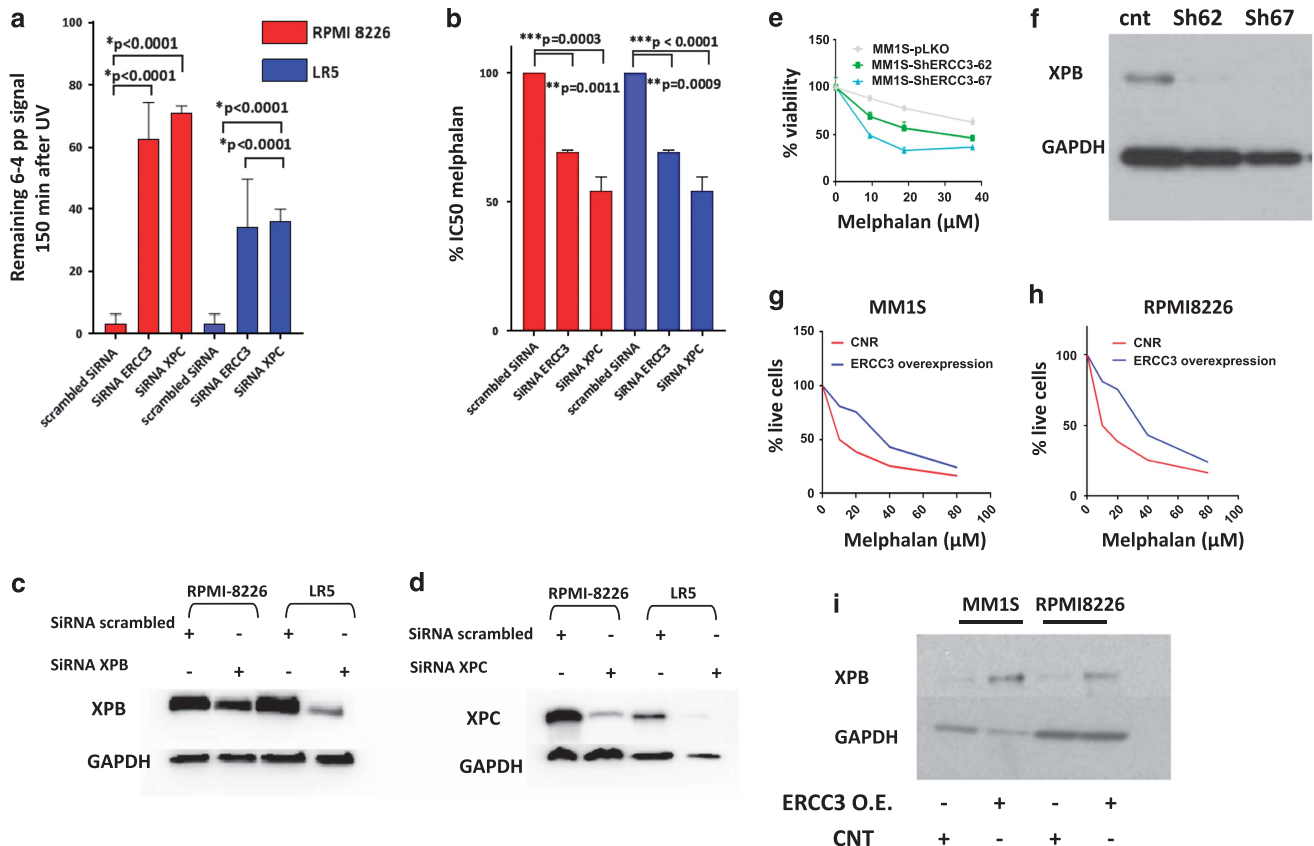 a
Remaining 6-4 pp signal
150 min after UV
100
80
60
40
20
0
*p<0.0001
*p<0.0001
*p<0.0001
*p<0.0001
RPMI 8226
LR5
scrambled SiRNA
SiRNA ERCC3
SiRNA XPC
scrambled SiRNA
SiRNA ERCC3
SiRNA XPC
b
% IC50 melphalan
100
50
0
***p=0.0003
***p < 0.0001
**p=0.0011
**p=0.0009
scrambled SiRNA
SiRNA ERCC3
SiRNA XPC
scrambled SiRNA
SiRNA ERCC3
SiRNA XPC
c
RPMI-8226 LR5
SiRNA scrambled
+ - + -
SiRNA XPB - + - +
XPB
GAPDH
d
RPMI-8226 LR5
SiRNA scrambled + - + -
SiRNA XPC - + - +
XPC
GAPDH
e
% viability
150
100
50
0
MM1S-pLKO
MM1S-ShERCC3-62
MM1S-ShERCC3-67
0 10 20 30 40
Melphalan (µM)
f
cnt Sh62 Sh67
XPB
GAPDH
g
MM1S
% live cells
150
100
50
0
CNR
ERCC3 overexpression
0 20 40 60 80 100
Melphalan (µM)
h
RPMI8226
% live cells
100
50
0
CNR
ERCC3 overexpression
0 20 40 60 80 100
Melphalan (µM)
i
MM1S RPMI8226
XPB
GAPDH
ERCC3 O.E. - + - +
CNT + - + -